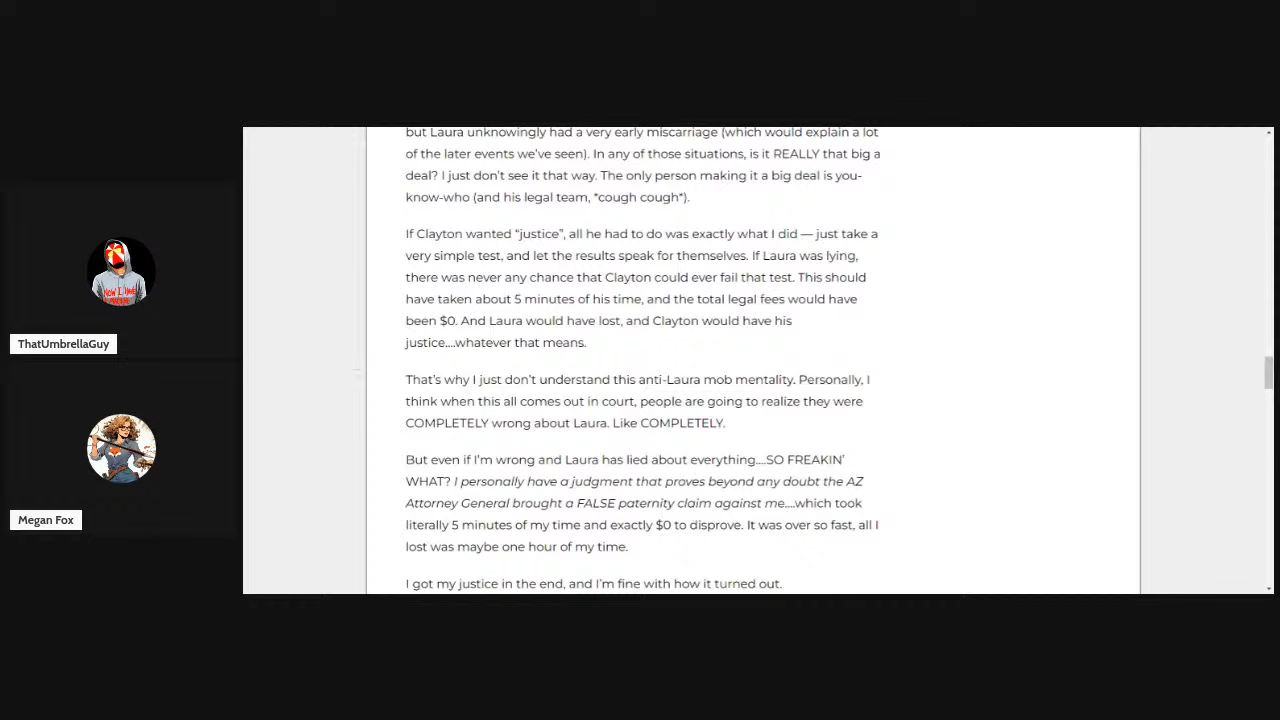 but Laura unknowingly had a very early miscarriage (which would explain a lot
of the later events we've seen). In any of those situations, is it REALLY that big a
deal? I just don't see it that way. The only person making it a big deal is you-
know-who (and his legal team, *cough cough*).
If Clayton wanted “justice”, all he had to do was exactly what I did — just take a
very simple test, and let the results speak for themselves. If Laura was lying,
there was never any chance that Clayton could ever fail that test. This should
have taken about 5 minutes of his time, and the total legal fees would have
been $0. And Laura would have lost, and Clayton would have his
justice....whatever that means.
That's why I just don't understand this anti-Laura mob mentality. Personally, I
think when this all comes out in court, people are going to realize they were
COMPLETELY wrong about Laura. Like COMPLETELY.
But even if I'm wrong and Laura has lied about everything....SO FREAKIN'
WHAT? I personally have a judgment that proves beyond any doubt the AZ
Attorney General brought a FALSE paternity claim against me....which took
literally 5 minutes of my time and exactly $0 to disprove. It was over so fast, all I
lost was maybe one hour of my time.
I got my justice in the end, and I'm fine with how it turned out.
ThatUmbrellaGuy
Megan Fox